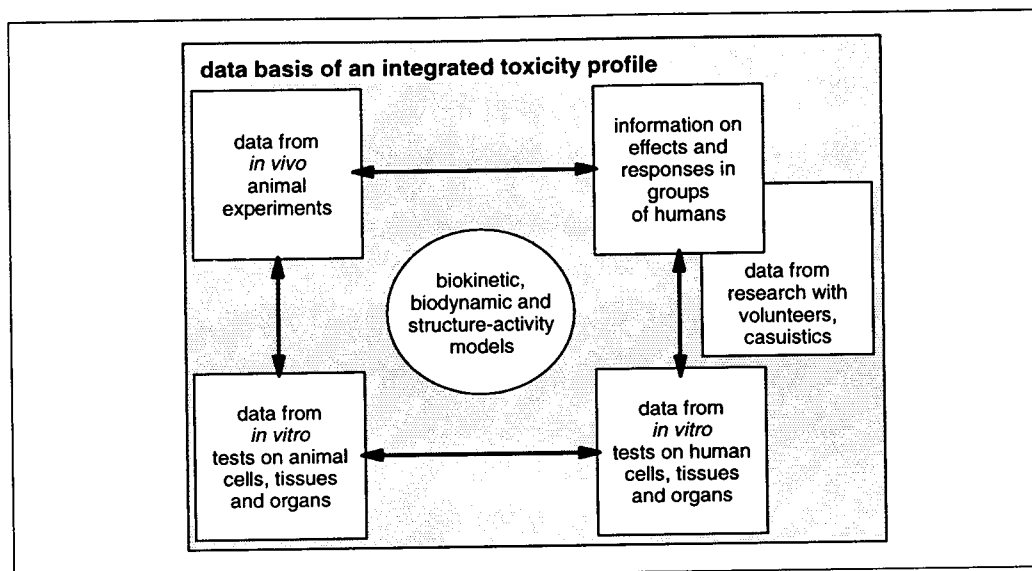 data basis of an integrated toxicity profile
data from
in vivo
animal
experiments
information on
effects and
responses in
groups
of humans
data from
research with
volunteers,
casuistics
biokinetic,
biodynamic and
structure-activity
models
data from
in vitro
tests on animal
cells, tissues
and organs
data from
in vitro
tests on human
cells, tissues
and organs